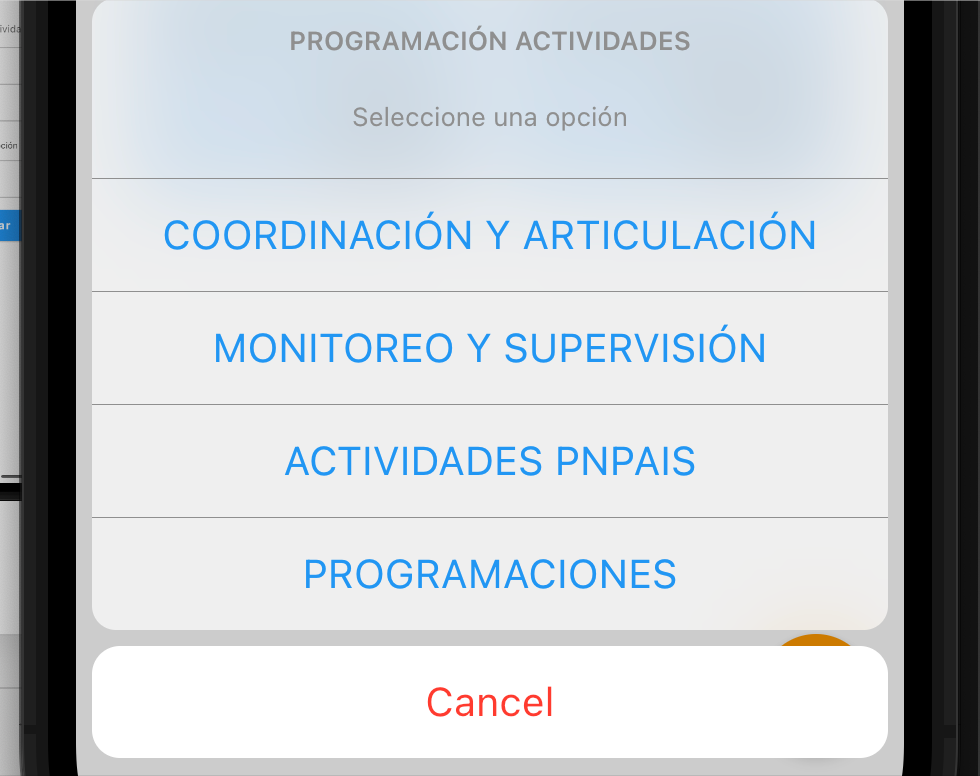 PROGRAMACIÓN ACTIVIDADES
Seleccione una opción
COORDINACIÓN Y ARTICULACIÓN
MONITOREO Y SUPERVISIÓN
ACTIVIDADES PNPAIS
PROGRAMACIONES
Cancel